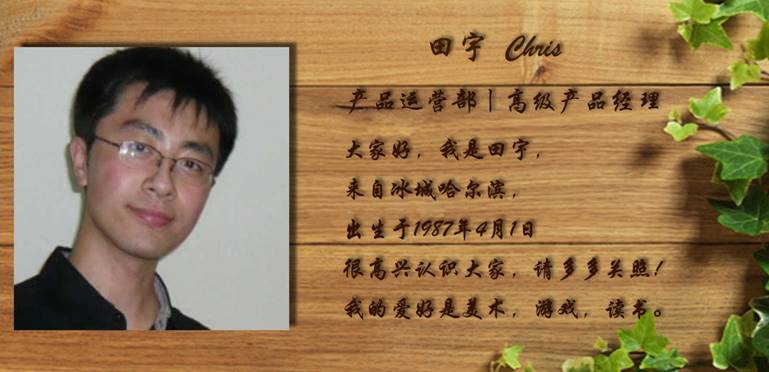 田宇 Chris
产品运营部丨高级产品经理
大家好，我是田宇，
来自冰城哈尔滨，
出生于1987年4月1日
很高兴认识大家，请多多关照！
我的爱好是美术，游戏，读书。